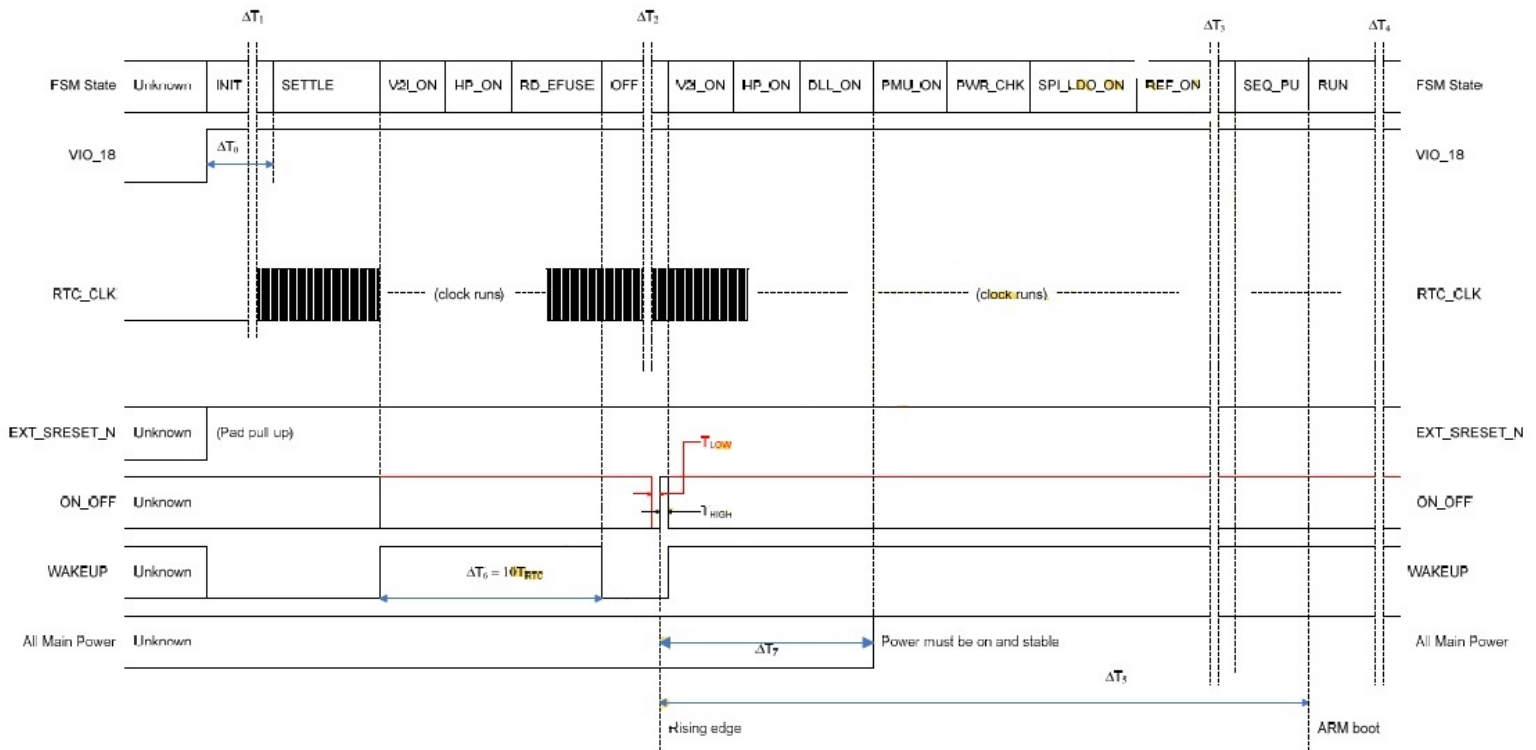 ΔT₁ ΔT₂ ΔT₃ ΔT₄
FSM State Unknown INIT SETTLE V2I_ON HP_ON RD_EFUSE OFF V2I_ON HP_ON DLL_ON PMU_ON PWR_CHK SPI_LDO_ON REF_ON SEQ_PU RUN FSM State
ΔT₀
VIO_18 VIO_18
RTC_CLK (clock runs) (clock runs) RTC_CLK
EXT_SRESET_N Unknown (Pad pull up) EXT_SRESET_N
T_LOW
ON_OFF Unknown ON_OFF
T_HIGH
WAKEUP Unknown ΔT₆ = 10T_RTC WAKEUP
All Main Power Unknown Power must be on and stable All Main Power
ΔT₇
ΔT₅
Rising edge ARM boot